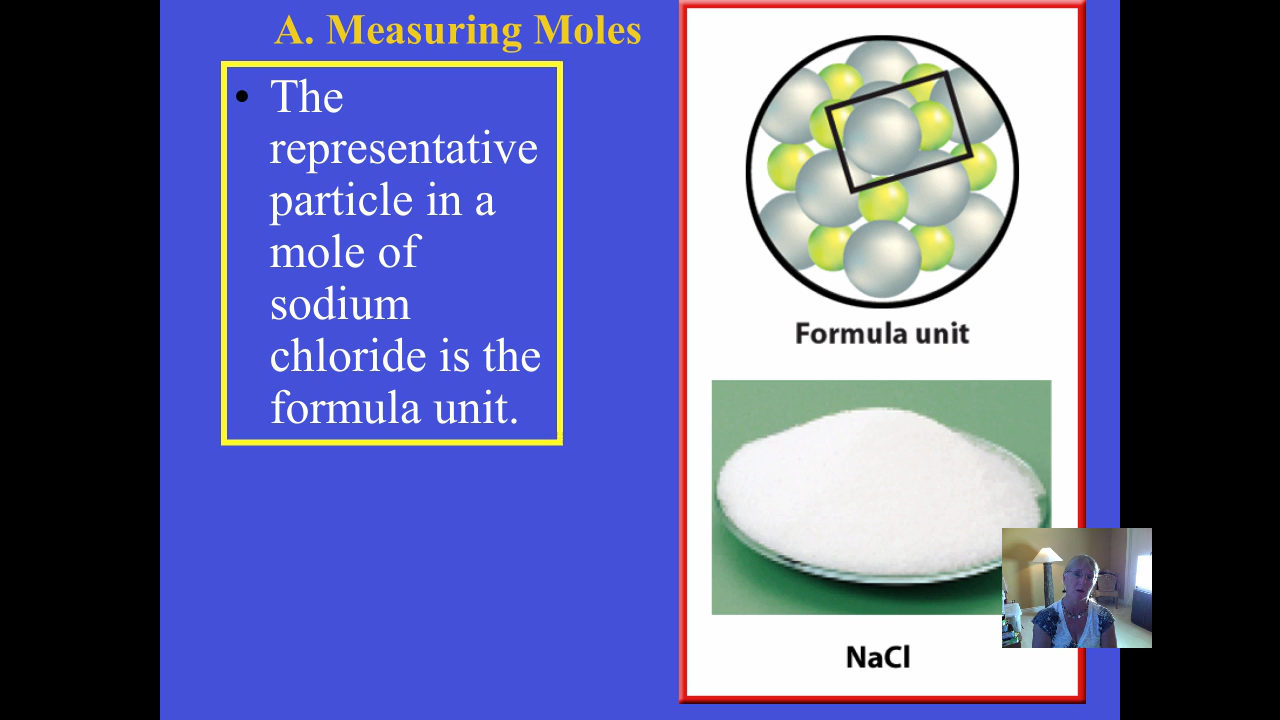 A. Measuring Moles
• The
representative
particle in a
mole of
sodium
chloride is the
formula unit.
Formula unit
NaCl